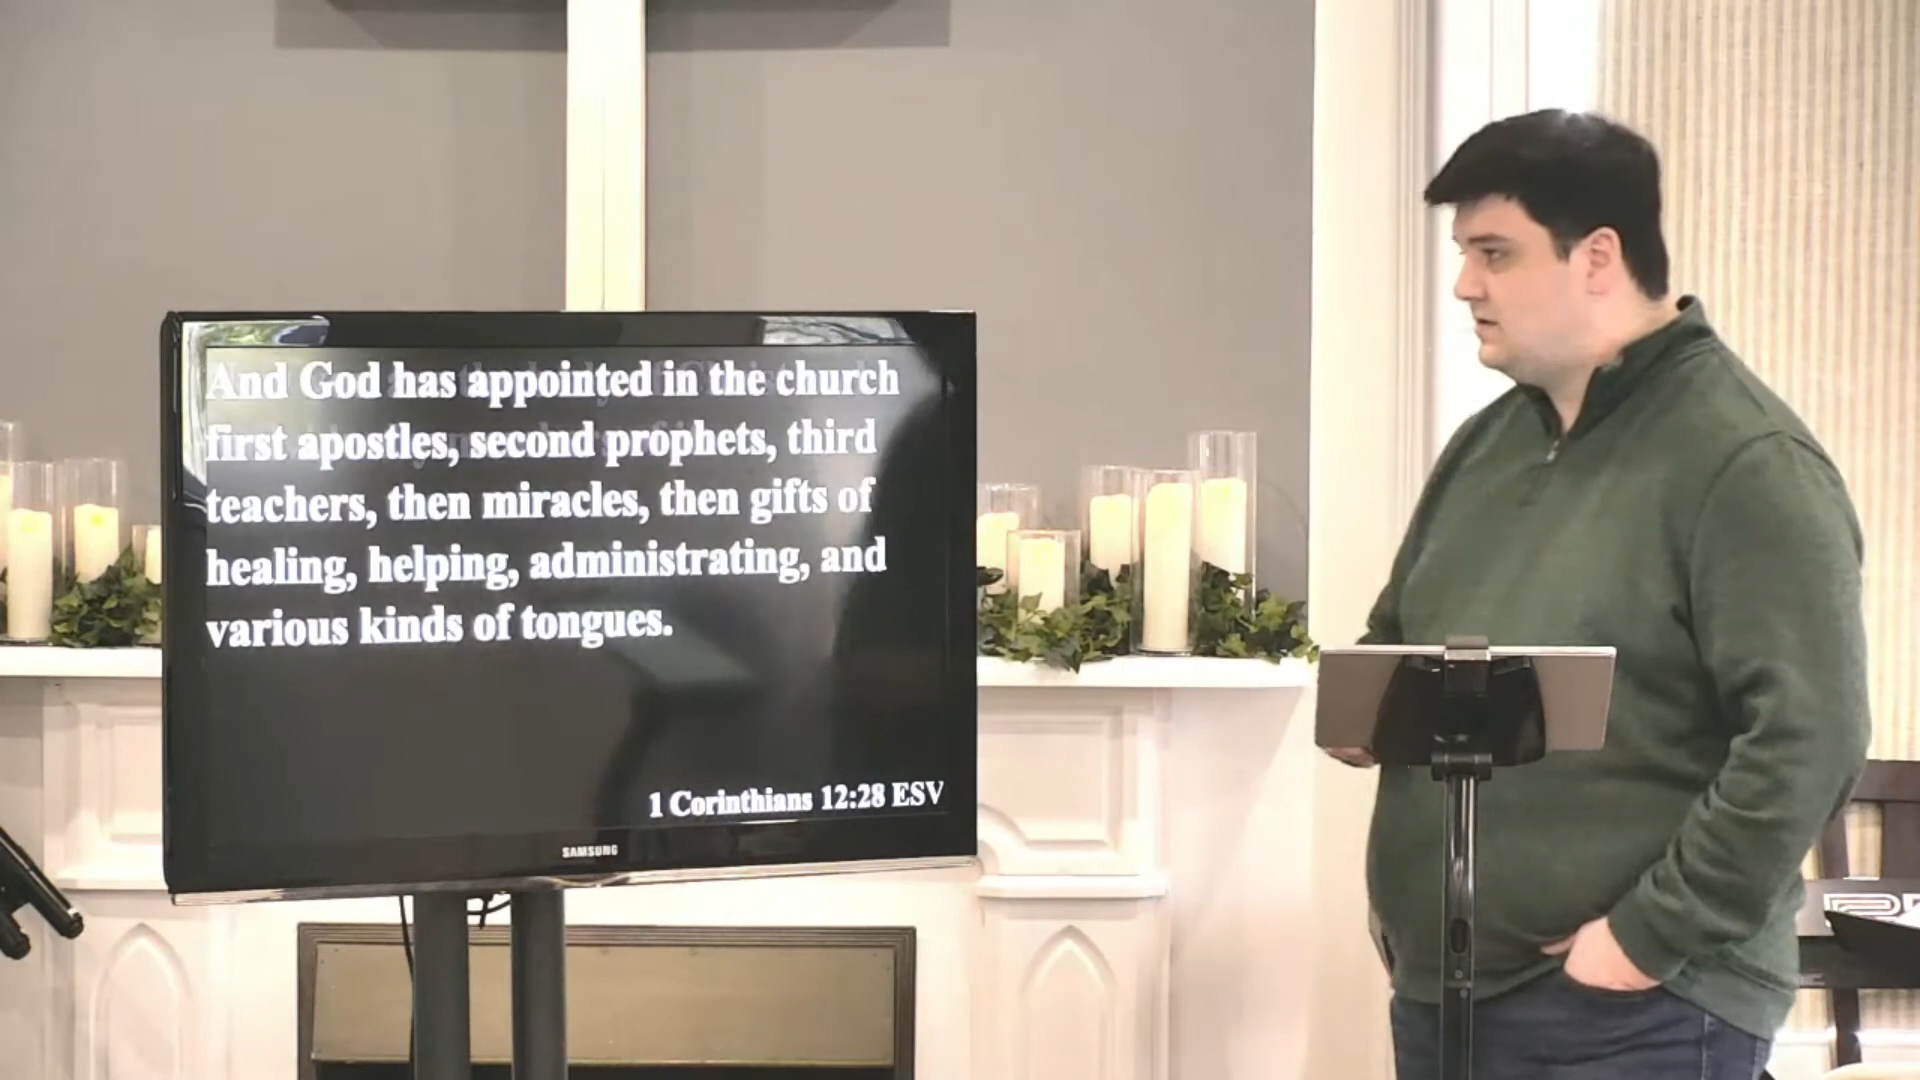 And God has appointed in the church
first apostles, second prophets, third
teachers, then miracles, then gifts of
healing, helping, administrating, and
various kinds of tongues.
1 Corinthians 12:28 ESV
SAMSUNG